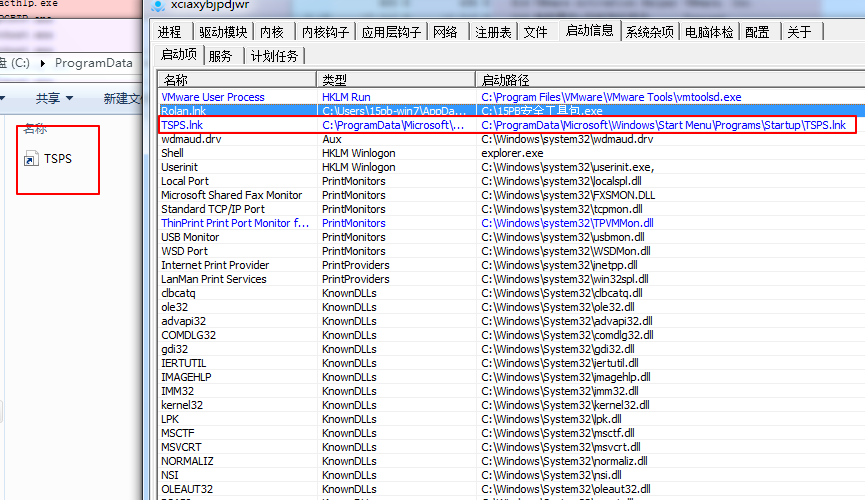 xciaxybjpdjwr
进程 驱动模块 内核 内核钩子 应用层钩子 网络 注册表 文件 启动信息 系统杂项 电脑体检 配置 关于
启动项 服务 计划任务
名称 类型 启动路径
VMware User Process HKLM Run C:\Program Files\VMware\VMware Tools\vmtoolsd.exe
Rolan.lnk C:\Users\15pb-win7\AppDa... C:\15PB安全工具包.exe
TSPS.lnk C:\ProgramData\Microsoft\... C:\ProgramData\Microsoft\Windows\Start Menu\Programs\Startup\TSPS.lnk
wdmaud.drv Aux C:\Windows\system32\wdmaud.drv
Shell HKLM Winlogon explorer.exe
Userinit HKLM Winlogon C:\Windows\system32\userinit.exe,
Local Port PrintMonitors C:\Windows\system32\localspl.dll
Microsoft Shared Fax Monitor PrintMonitors C:\Windows\system32\FXSMON.DLL
Standard TCP/IP Port PrintMonitors C:\Windows\system32\tcpmon.dll
ThinPrint Print Port Monitor f... PrintMonitors C:\Windows\system32\TPVMMon.dll
USB Monitor PrintMonitors C:\Windows\system32\usbmon.dll
WSD Port PrintMonitors C:\Windows\system32\WSDMon.dll
Internet Print Provider PrintProviders C:\Windows\system32\inetpp.dll
LanMan Print Services PrintProviders C:\Windows\system32\win32spl.dll
clbcatq KnownDLLs C:\Windows\System32\clbcatq.dll
ole32 KnownDLLs C:\Windows\System32\ole32.dll
advapi32 KnownDLLs C:\Windows\System32\advapi32.dll
COMDLG32 KnownDLLs C:\Windows\System32\comdlg32.dll
gdi32 KnownDLLs C:\Windows\System32\gdi32.dll
IERTUTIL KnownDLLs C:\Windows\System32\iertutil.dll
IMAGEHLP KnownDLLs C:\Windows\System32\imagehlp.dll
IMM32 KnownDLLs C:\Windows\System32\imm32.dll
kernel32 KnownDLLs C:\Windows\System32\kernel32.dll
LPK KnownDLLs C:\Windows\System32\lpk.dll
MSCTF KnownDLLs C:\Windows\System32\msctf.dll
MSVCRT KnownDLLs C:\Windows\System32\msvcrt.dll
NORMALIZ KnownDLLs C:\Windows\System32\normaliz.dll
NSI KnownDLLs C:\Windows\System32\nsi.dll
OLEAUT32 KnownDLLs C:\Windows\System32\oleaut32.dll
盘 (C:) ProgramData
共享 新建文
名称
TSPS